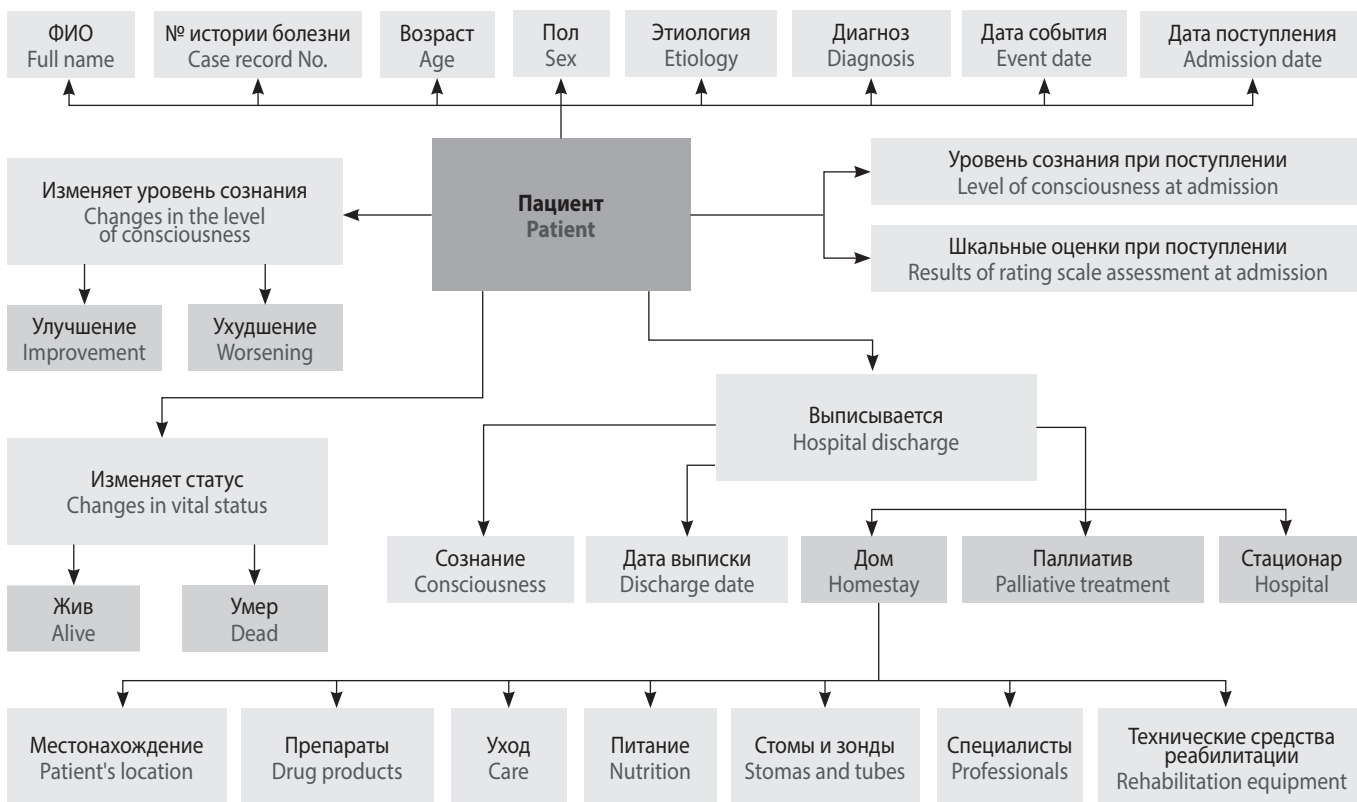 ФИО
Full name
№ истории болезни
Case record No.
Возраст
Age
Пол
Sex
Этиология
Etiology
Диагноз
Diagnosis
Дата события
Event date
Дата поступления
Admission date
Изменяет уровень сознания
Changes in the level
of consciousness
Пациент
Patient
Уровень сознания при поступлении
Level of consciousness at admission
Шкальные оценки при поступлении
Results of rating scale assessment at admission
Улучшение
Improvement
Ухудшение
Worsening
Выписывается
Hospital discharge
Изменяет статус
Changes in vital status
Сознание
Consciousness
Дата выписки
Discharge date
Дом
Homestay
Паллиатив
Palliative treatment
Стационар
Hospital
Жив
Alive
Умер
Dead
Местонахождение
Patient's location
Препараты
Drug products
Уход
Care
Питание
Nutrition
Стомы и зонды
Stomas and tubes
Специалисты
Professionals
Технические средства
реабилитации
Rehabilitation equipment